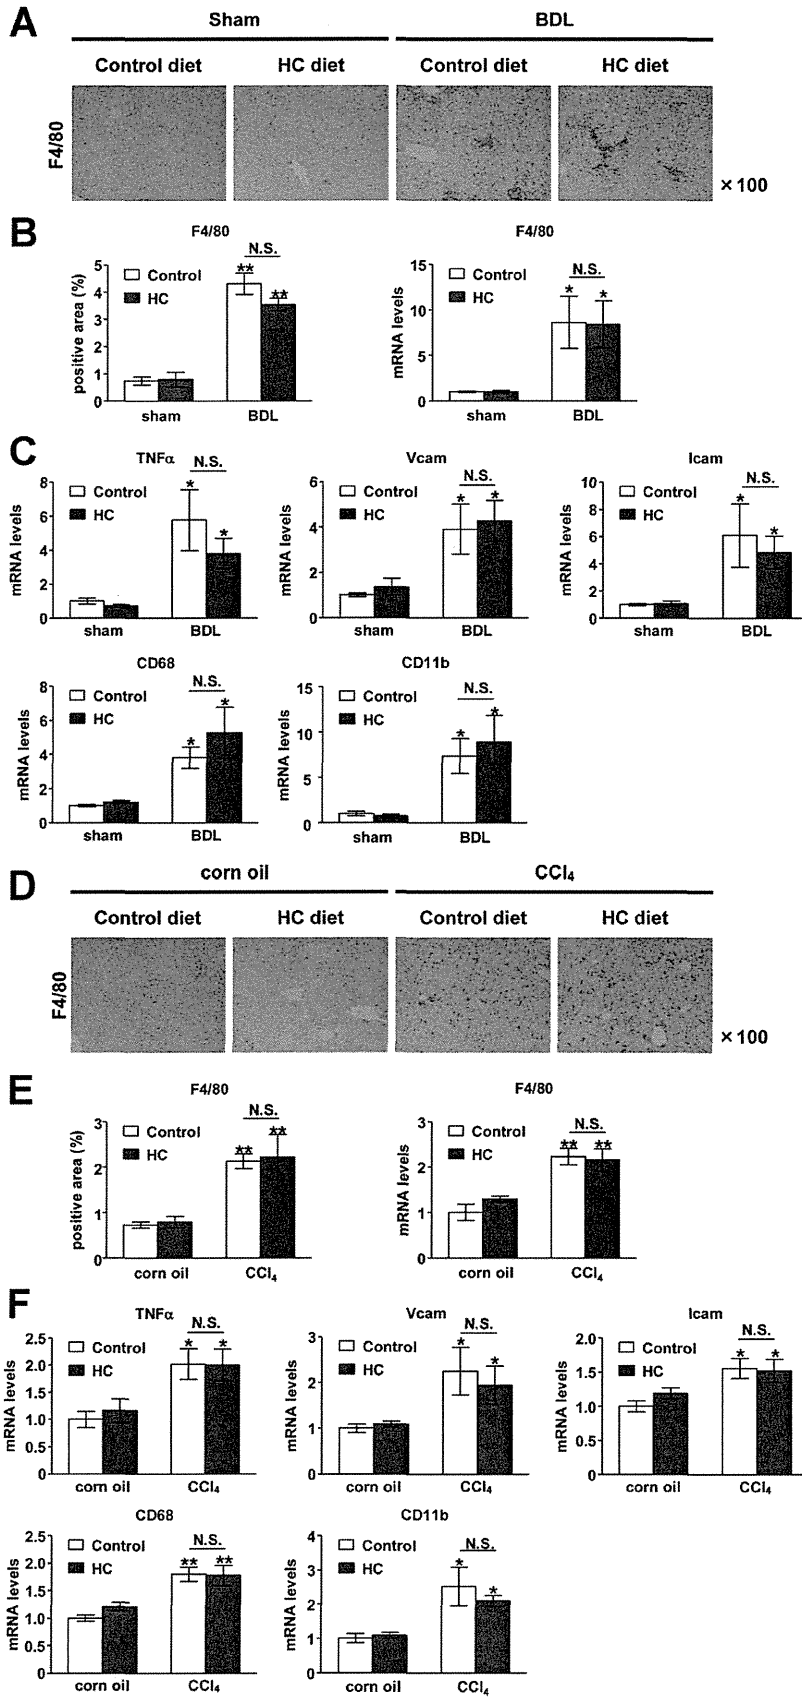 A
Sham BDL
Control diet HC diet Control diet HC diet
F4/80
×100
B
F4/80
positive area (%)
5
4
3
2
1
0
Control
HC
** ** N.S.
sham BDL
F4/80
mRNA levels
15
10
5
0
Control
HC
* * N.S.
sham BDL
C
TNFα
mRNA levels
8
6
4
2
0
Control
HC
* * N.S.
sham BDL
Vcam
mRNA levels
6
4
2
0
Control
HC
* * N.S.
sham BDL
Icam
mRNA levels
10
8
6
4
2
0
Control
HC
* * N.S.
sham BDL
CD68
mRNA levels
8
6
4
2
0
Control
HC
* * N.S.
sham BDL
CD11b
mRNA levels
15
10
5
0
Control
HC
* * N.S.
sham BDL
D
corn oil CCl₄
Control diet HC diet Control diet HC diet
F4/80
×100
E
F4/80
positive area (%)
3
2
1
0
Control
HC
** ** N.S.
corn oil CCl₄
F4/80
mRNA levels
3
2
1
0
Control
HC
** ** N.S.
corn oil CCl₄
F
TNFα
mRNA levels
2.5
2.0
1.5
1.0
0.5
0
Control
HC
* * N.S.
corn oil CCl₄
Vcam
mRNA levels
3
2
1
0
Control
HC
* * N.S.
corn oil CCl₄
Icam
mRNA levels
2.0
1.5
1.0
0.5
0
Control
HC
* * N.S.
corn oil CCl₄
CD68
mRNA levels
2.5
2.0
1.5
1.0
0.5
0
Control
HC
** ** N.S.
corn oil CCl₄
CD11b
mRNA levels
4
3
2
1
0
Control
HC
* * N.S.
corn oil CCl₄